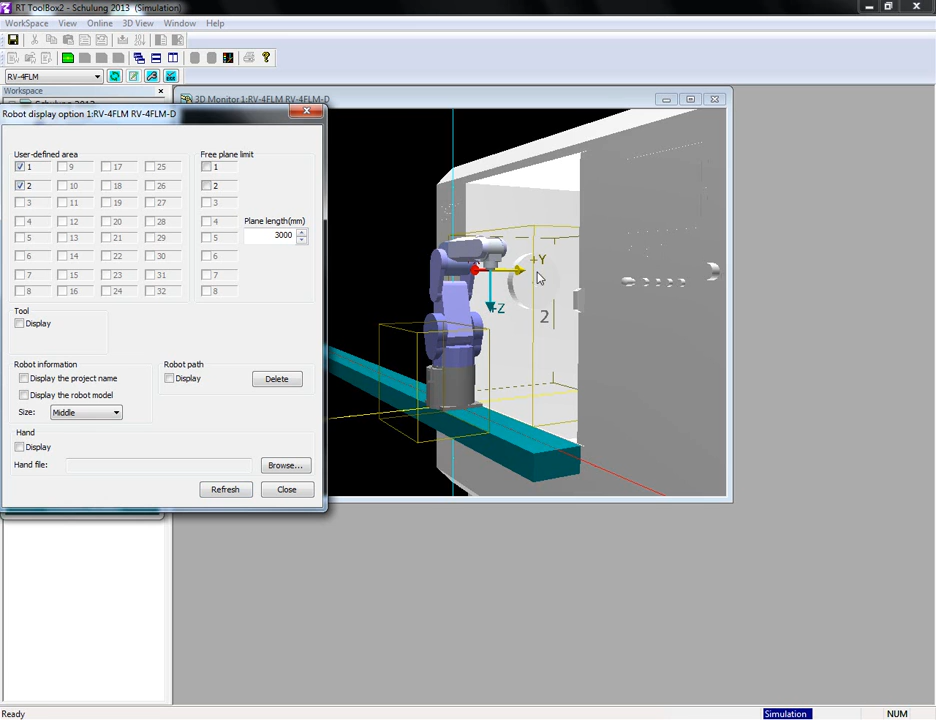 RT ToolBox2 - Schulung 2013 (Simulation)
WorkSpace View Online 3D View Window Help
RV-4FLM
Workspace
3D Monitor 1:RV-4FLM RV-4FLM-D
Robot display option 1:RV-4FLM RV-4FLM-D
User-defined area
Free plane limit
1 9 17 25 1
2 10 18 26 2
3 11 19 27 3
4 12 20 28 4
Plane length(mm)
3000
5 13 21 29 5
6 14 22 30 6
7 15 23 31 7
8 16 24 32 8
+Y
+Z
2
Tool
Display
Robot information
Display the project name
Display the robot model
Size: Middle
Robot path
Display
Delete
Hand
Display
Hand file:
Browse...
Refresh
Close
Ready
Simulation
NUM